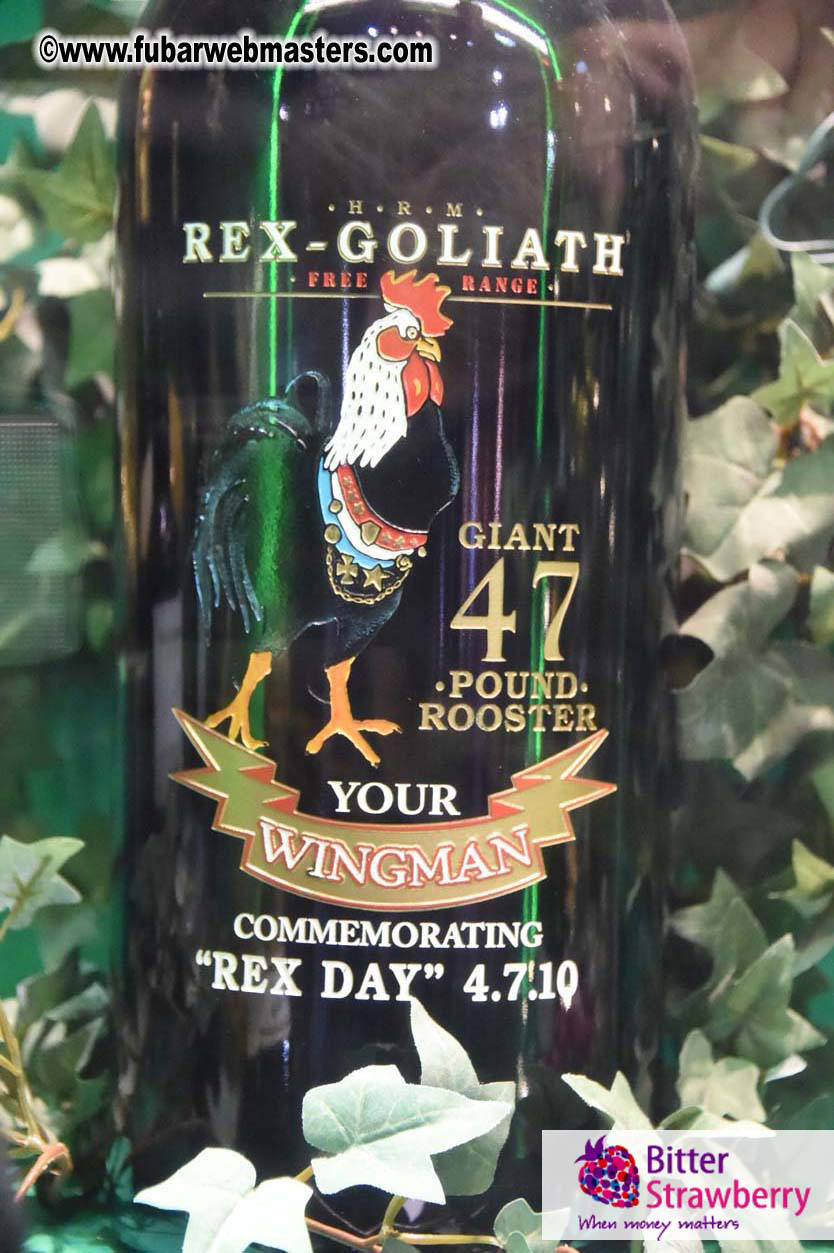 ©www.fubarwebmasters.com
·H·R·M·
REX-GOLIATH
·FREE RANGE·
GIANT
47
·POUND·
ROOSTER
YOUR
WINGMAN
COMMEMORATING
“REX DAY” 4.7.10
Bitter
Strawberry
When money matters